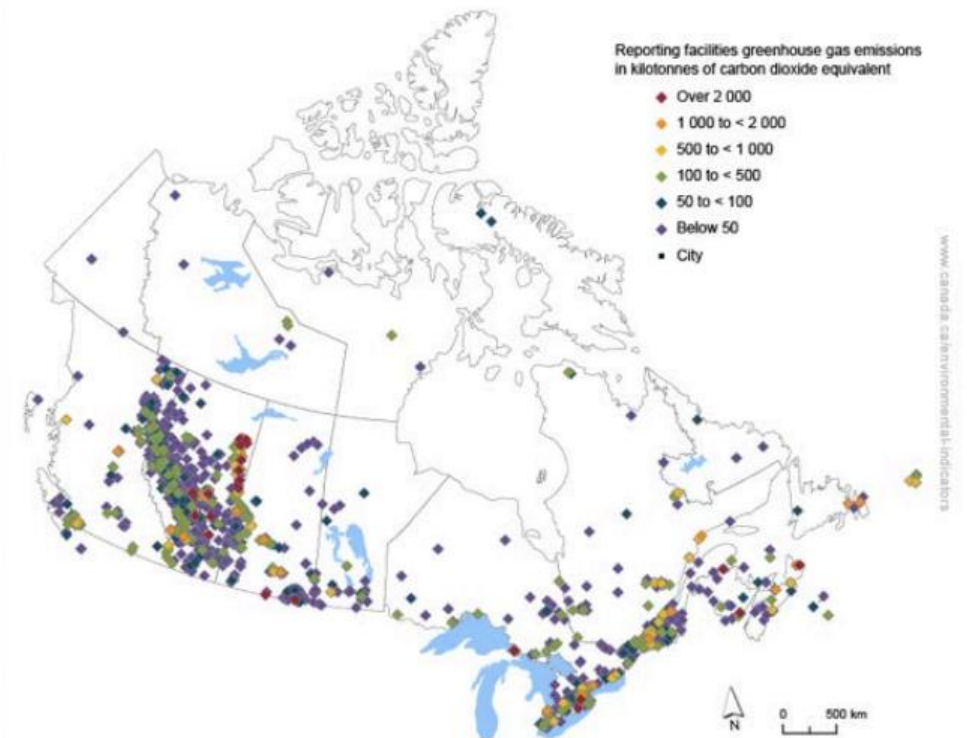 Reporting facilities greenhouse gas emissions
in kilotonnes of carbon dioxide equivalent
Over 2 000
1 000 to < 2 000
500 to < 1 000
100 to < 500
50 to < 100
Below 50
City
www.canada.ca/environmental-indicators
N
0 500 km